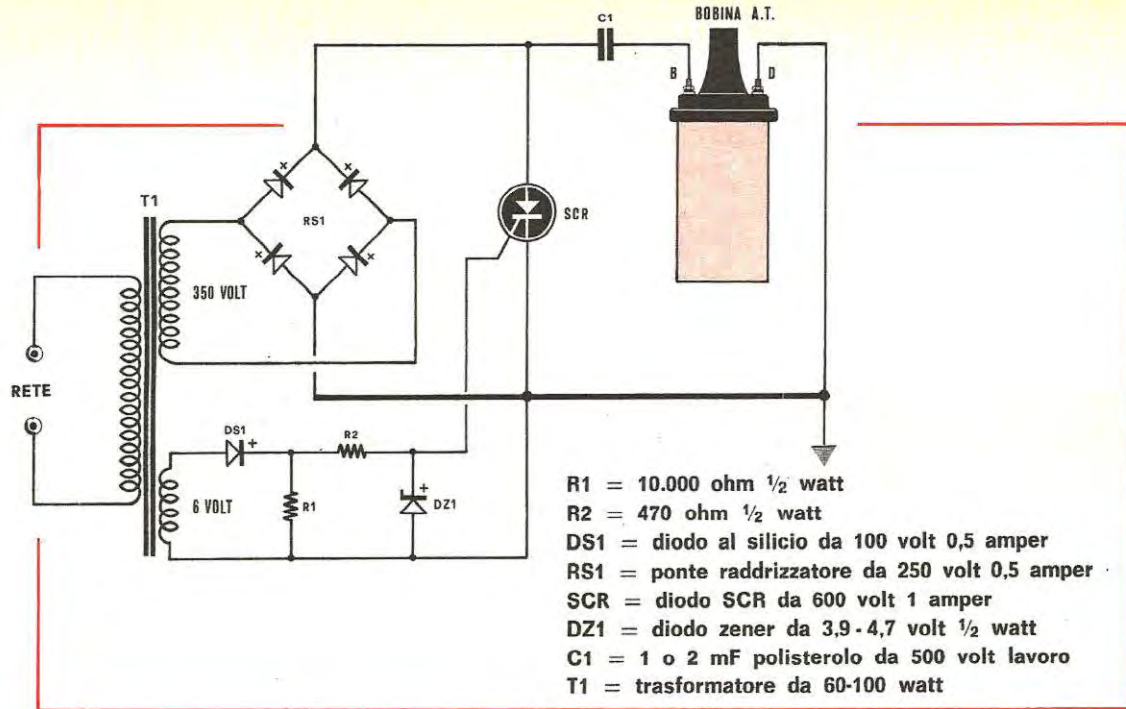 C1
BOBINA A.T.
B
D
T1
RS1
SCR
350 VOLT
RETE
DS1
R2
6 VOLT
R1
DZ1
R1 = 10.000 ohm ½ watt
R2 = 470 ohm ½ watt
DS1 = diodo al silicio da 100 volt 0,5 amper
RS1 = ponte raddrizzatore da 250 volt 0,5 amper
SCR = diodo SCR da 600 volt 1 amper
DZ1 = diodo zener da 3,9 - 4,7 volt ½ watt
C1 = 1 o 2 mF polisterolo da 500 volt lavoro
T1 = trasformatore da 60-100 watt